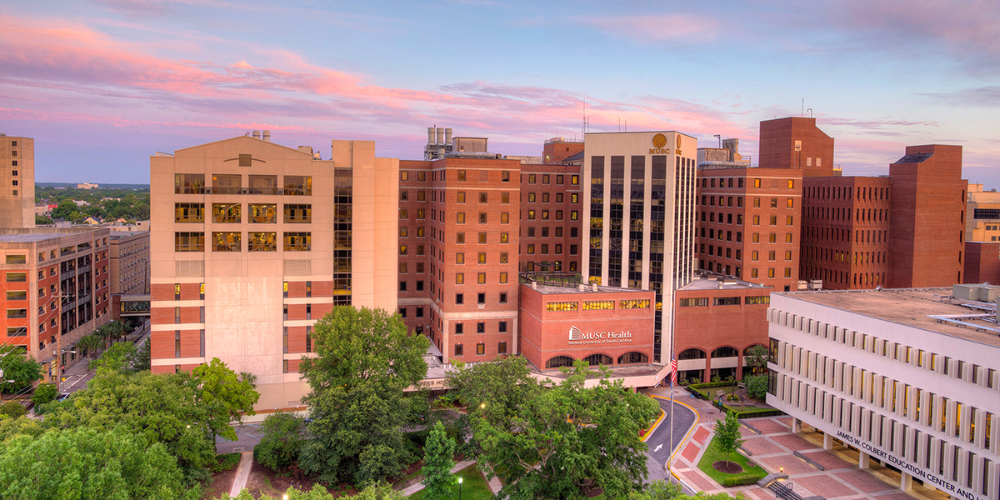 MUSC
MUSC Health
Medical University of South Carolina
JAMES W. COLBERT EDUCATION CENTER AND